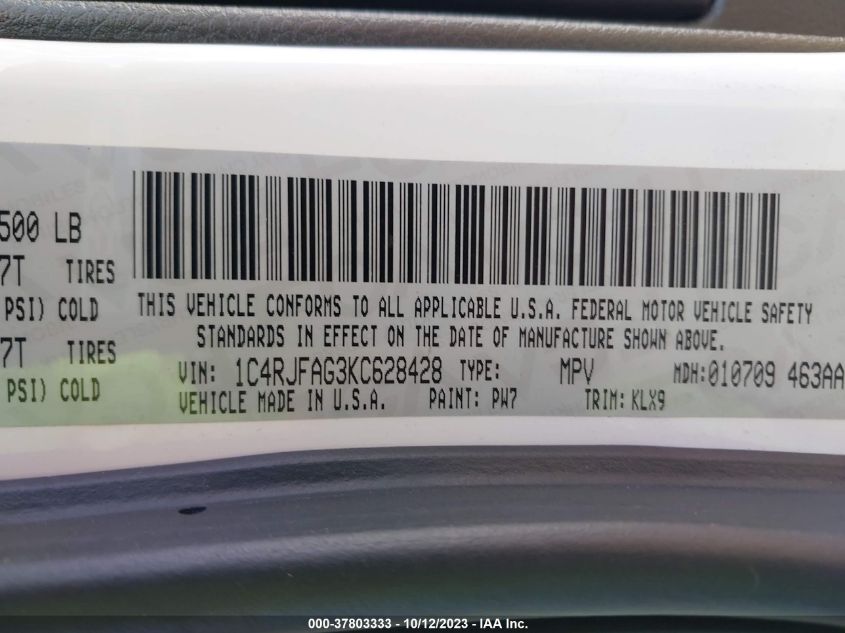 500 LB
7T TIRES
PSI) COLD
7T TIRES
PSI) COLD
THIS VEHICLE CONFORMS TO ALL APPLICABLE U.S.A. FEDERAL MOTOR VEHICLE SAFETY
STANDARDS IN EFFECT ON THE DATE OF MANUFACTURE SHOWN ABOVE.
VIN: 1C4RJFAG3KC628428 TYPE: MPV MDH:010709 463AA
VEHICLE MADE IN U.S.A. PAINT: PW7 TRIM: KLX9
000-37803333 - 10/12/2023 - IAA Inc.